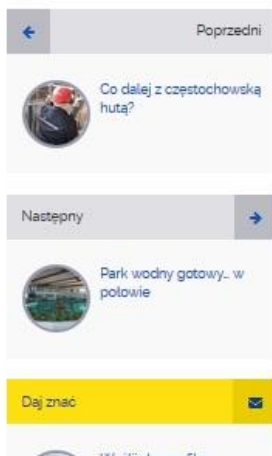 Poprzedni
Co dalej z częstochowską
hutą?
Następny
Park wodny gotowy... w
połowie
Daj znać